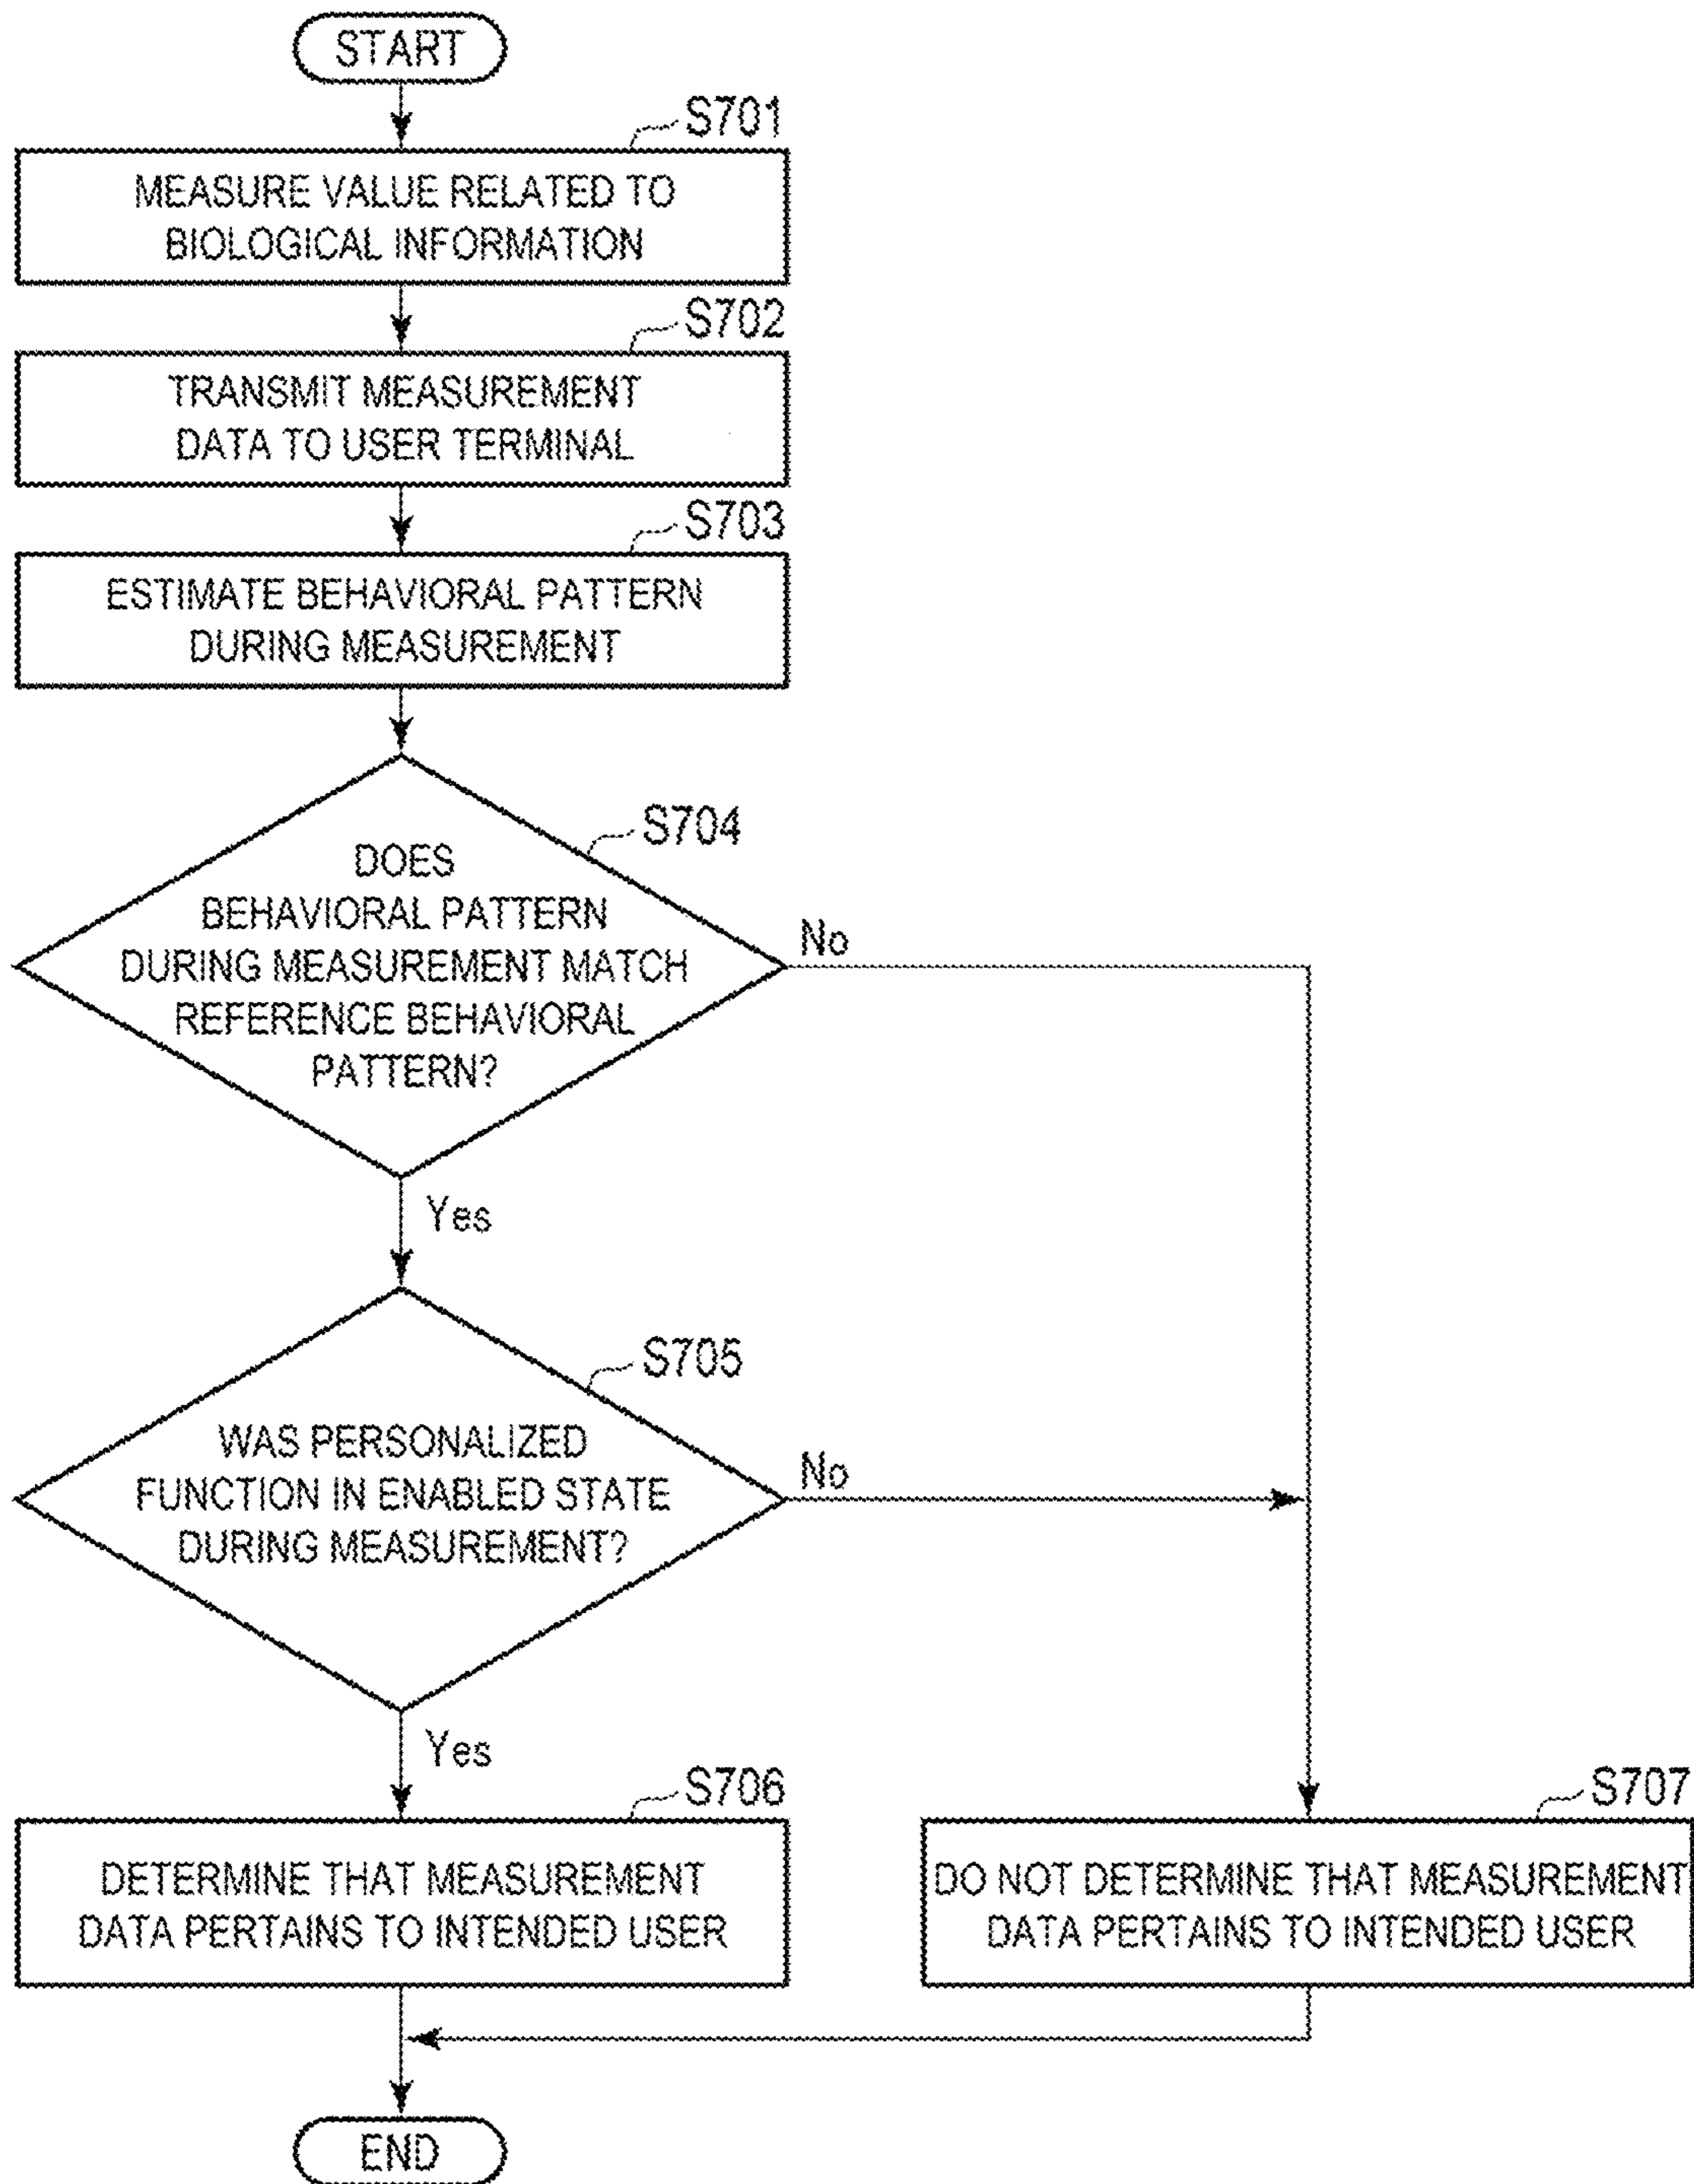 START
S701
MEASURE VALUE RELATED TO
BIOLOGICAL INFORMATION
S702
TRANSMIT MEASUREMENT
DATA TO USER TERMINAL
S703
ESTIMATE BEHAVIORAL PATTERN
DURING MEASUREMENT
S704
DOES
BEHAVIORAL PATTERN
DURING MEASUREMENT MATCH
REFERENCE BEHAVIORAL
PATTERN?
No
Yes
S705
WAS PERSONALIZED
FUNCTION IN ENABLED STATE
DURING MEASUREMENT?
No
Yes
S706
DETERMINE THAT MEASUREMENT
DATA PERTAINS TO INTENDED USER
S707
DO NOT DETERMINE THAT MEASUREMENT
DATA PERTAINS TO INTENDED USER
END